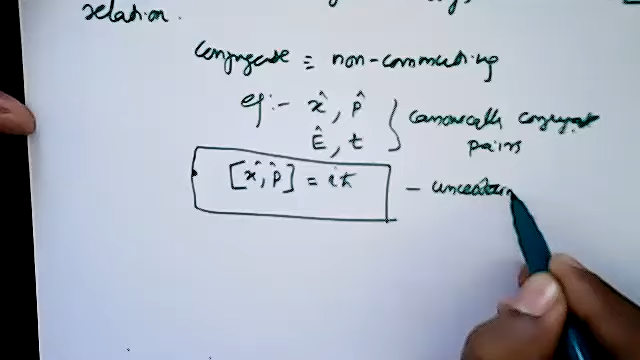 relation.
conjugate ≡ non-commuting
eg:- x̂, p̂ } canonically conjugate
Ê, t } pairs
[x̂, p̂] = iħ - uncertain